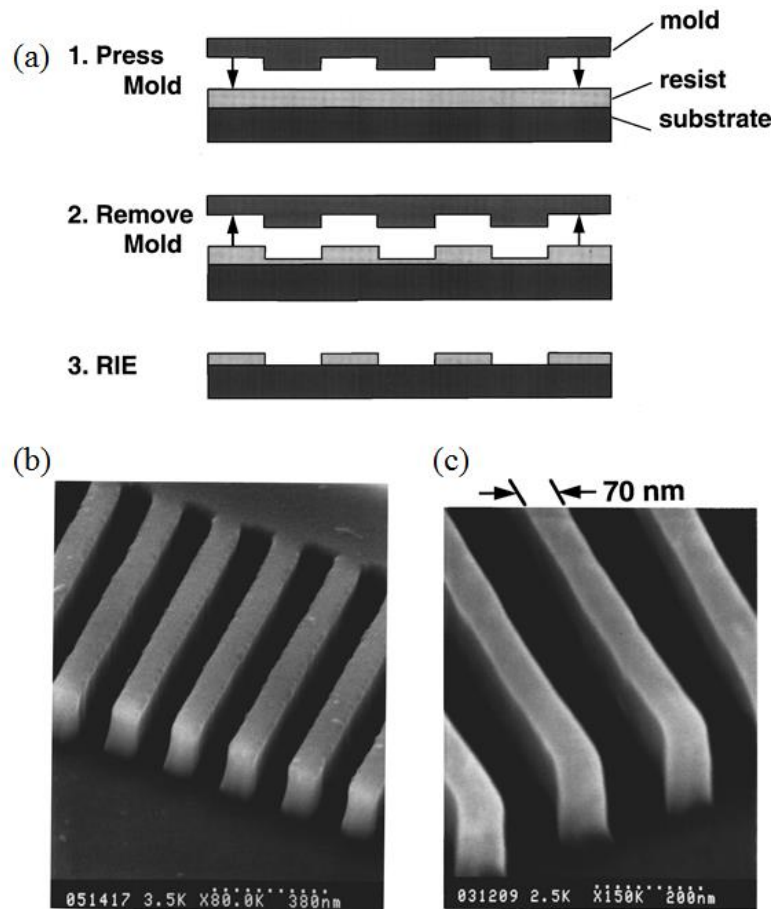 (a)
1. Press
Mold
mold
resist
substrate
2. Remove
Mold
3. RIE
(b)
(c)
70 nm
051417 3.5K X80.0K 380nm
031209 2.5K X150K 200nm